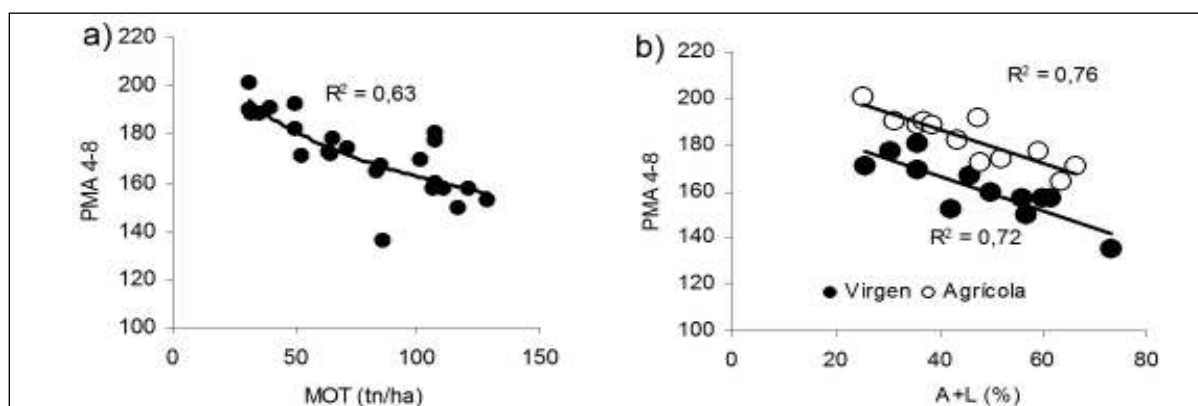 a)
220
200
180
160
140
120
100
PMA 4-8
R² = 0,63
0 50 100 150
MOT (tn/ha)
b)
220
200
180
160
140
120
100
PMA 4-8
R² = 0,76
R² = 0,72
Virgen Agrícola
0 20 40 60 80
A+L (%)